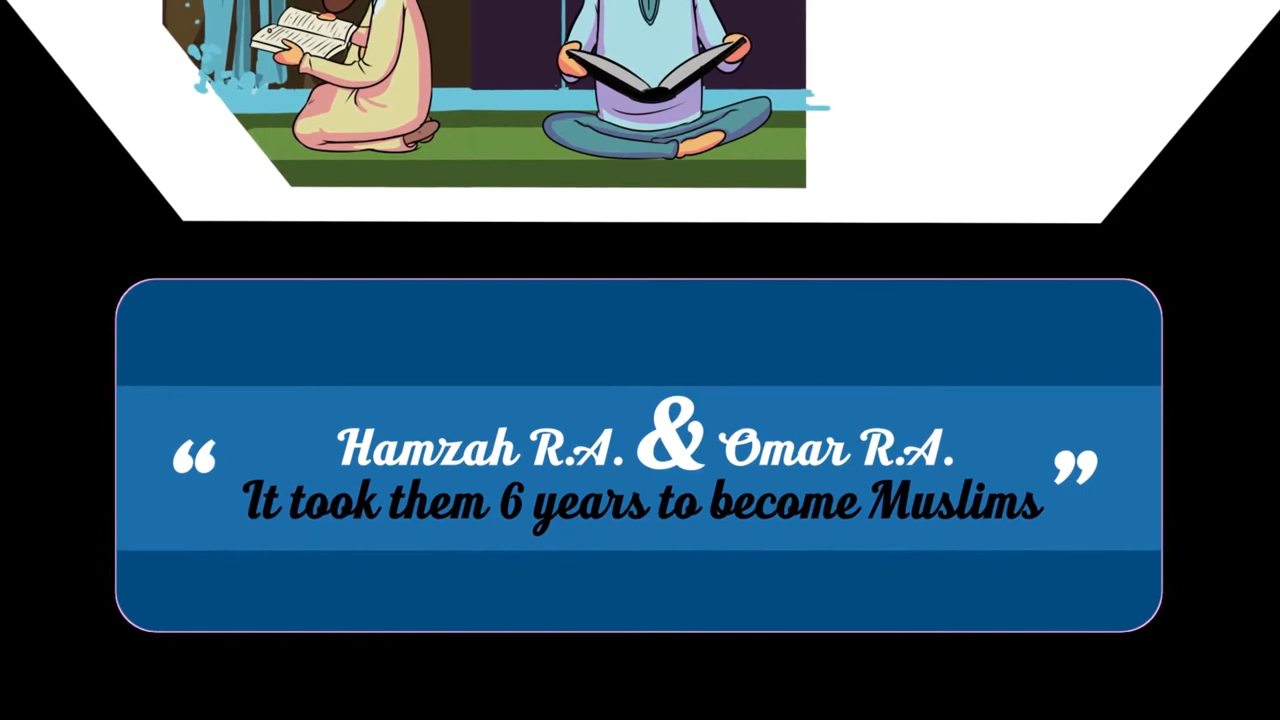 “ Hamzah R.A. & Omar R.A. ”
It took them 6 years to become Muslims